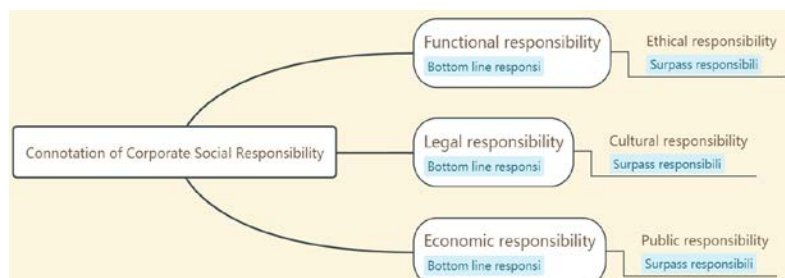 Functional responsibility
Bottom line responsi
Ethical responsibility
Surpass responsibili
Connotation of Corporate Social Responsibility
Legal responsibility
Bottom line responsi
Cultural responsibility
Surpass responsibili
Economic responsibility
Bottom line responsi
Public responsibility
Surpass responsibili